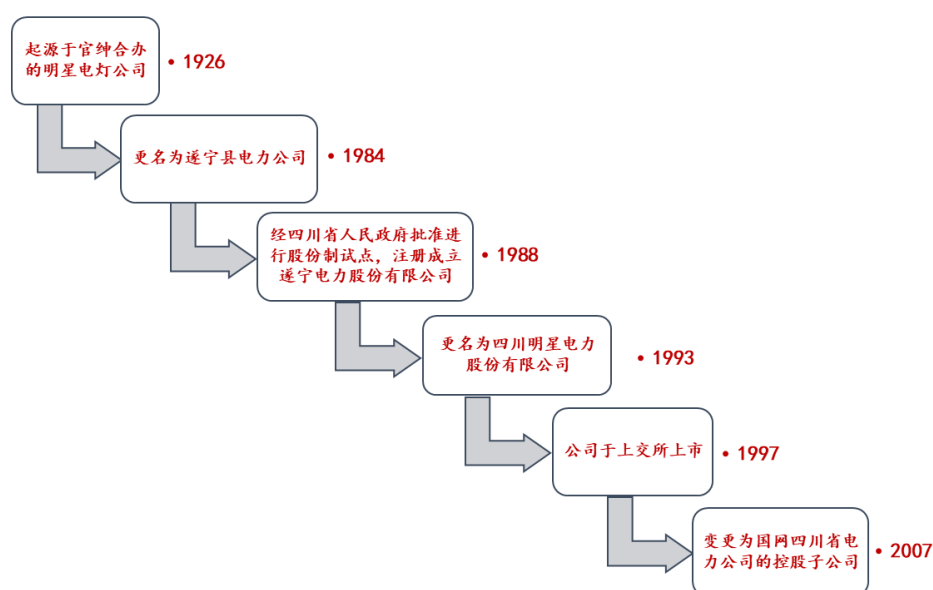 起源于官绅合办
的明星电灯公司
• 1926
更名为遂宁县电力公司
• 1984
经四川省人民政府批准进
行股份制试点，注册成立
遂宁电力股份有限公司
• 1988
更名为四川明星电力
股份有限公司
• 1993
公司于上交所上市
• 1997
变更为国网四川省电
力公司的控股子公司
• 2007